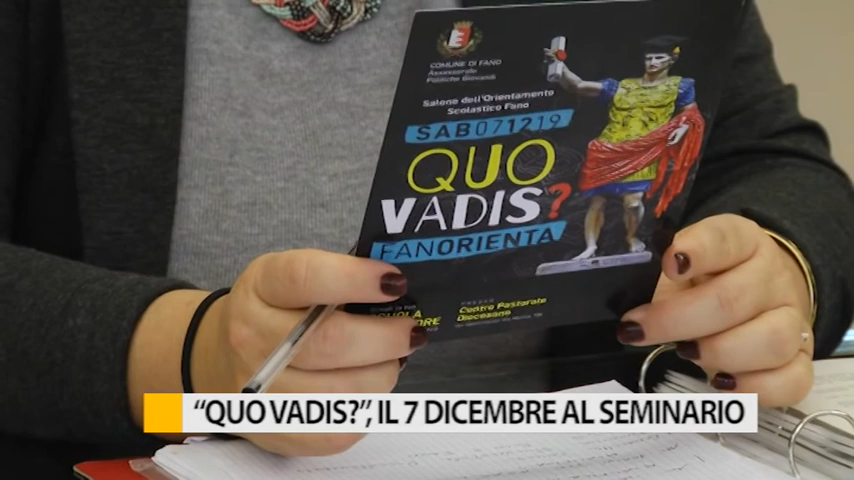 COMUNE DI FANO
Assessorato
Politiche Giovanili
Salone dell'Orientamento
Scolastico Fano
SAB071219
QUO
VADIS?
FANORIENTA
PRESSO
Centro Pastorale
Diocesano
"QUO VADIS?", IL 7 DICEMBRE AL SEMINARIO